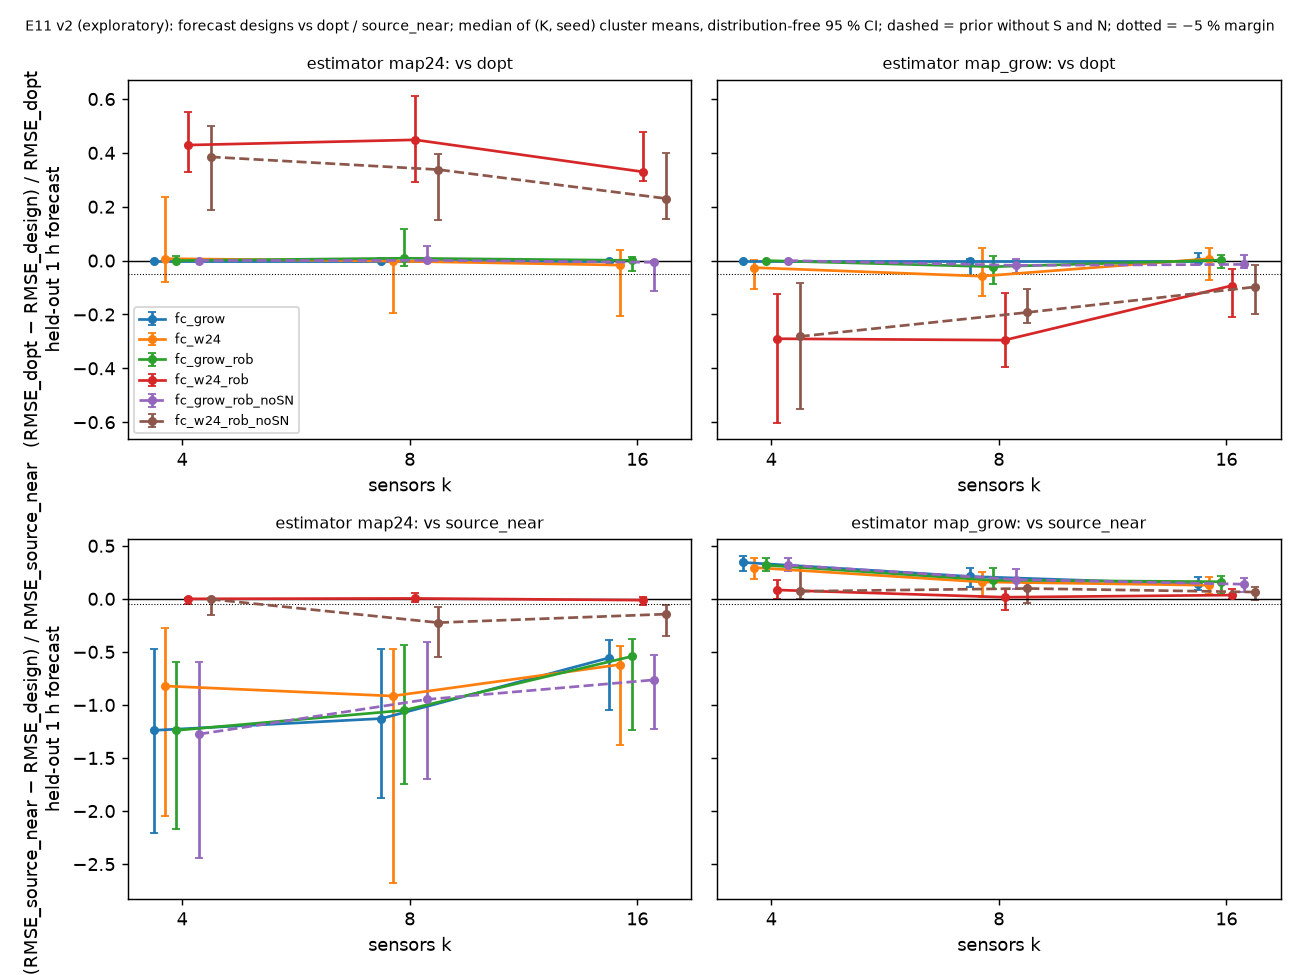 E11 v2 (exploratory): forecast designs vs dopt / source_near; median of (K, seed) cluster means, distribution-free 95 % CI; dashed = prior without S and N; dotted = −5 % margin
estimator map24: vs dopt
(RMSE_dopt − RMSE_design) / RMSE_dopt
held-out 1 h forecast
0.6
0.4
0.2
0.0
−0.2
−0.4
−0.6
fc_grow
fc_w24
fc_grow_rob
fc_w24_rob
fc_grow_rob_noSN
fc_w24_rob_noSN
4
8
16
sensors k
estimator map_grow: vs dopt
4
8
16
sensors k
estimator map24: vs source_near
(RMSE_source_near − RMSE_design) / RMSE_source_near
held-out 1 h forecast
0.5
0.0
−0.5
−1.0
−1.5
−2.0
−2.5
4
8
16
sensors k
estimator map_grow: vs source_near
4
8
16
sensors k